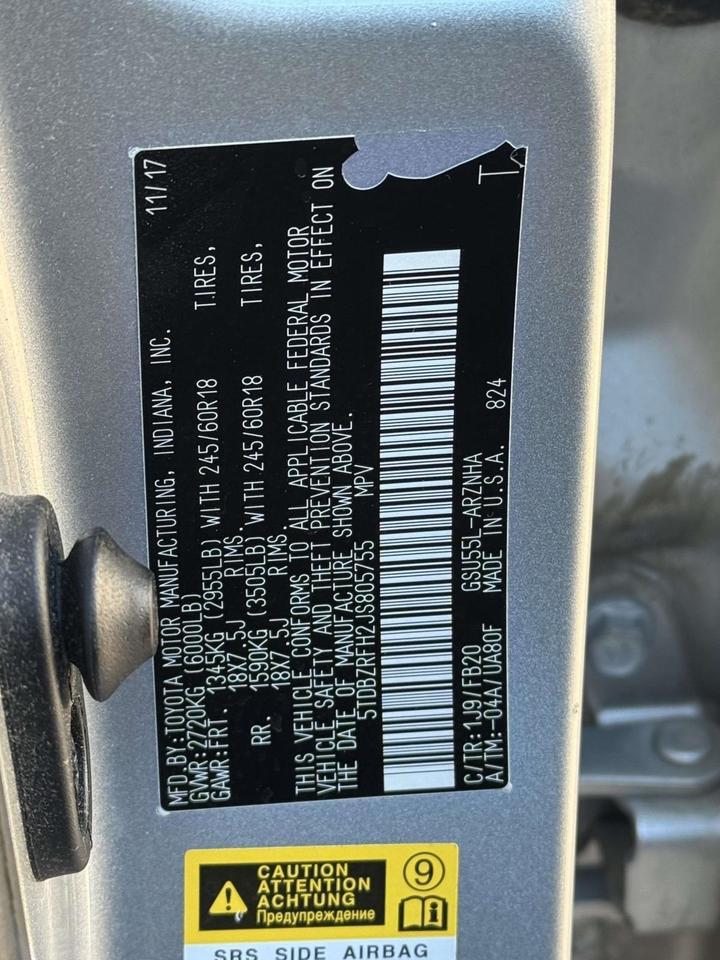 MFD.BY:TOYOTA MOTOR MANUFACTURING, INDIANA, INC. 11/17
GVWR:2720KG (6000LB)
GAWR:FRT. 1345KG (2955LB) WITH 245/60R18 TIRES,
18X7.5J RIMS.
RR. 1590KG (3505LB) WITH 245/60R18 TIRES,
18X7.5J RIMS.
THIS VEHICLE CONFORMS TO ALL APPLICABLE FEDERAL MOTOR
VEHICLE SAFETY AND THEFT PREVENTION STANDARDS IN EFFECT ON
THE DATE OF MANUFACTURE SHOWN ABOVE.
5TDBZRFH2JS805755 MPV
C/TR:1J9/FB20 GSU55L-ARZNHA T
A/TM:-04A/UA80F MADE IN U.S.A. 824
CAUTION
ATTENTION
ACHTUNG
Предупреждение
9
SRS SIDE AIRBAG